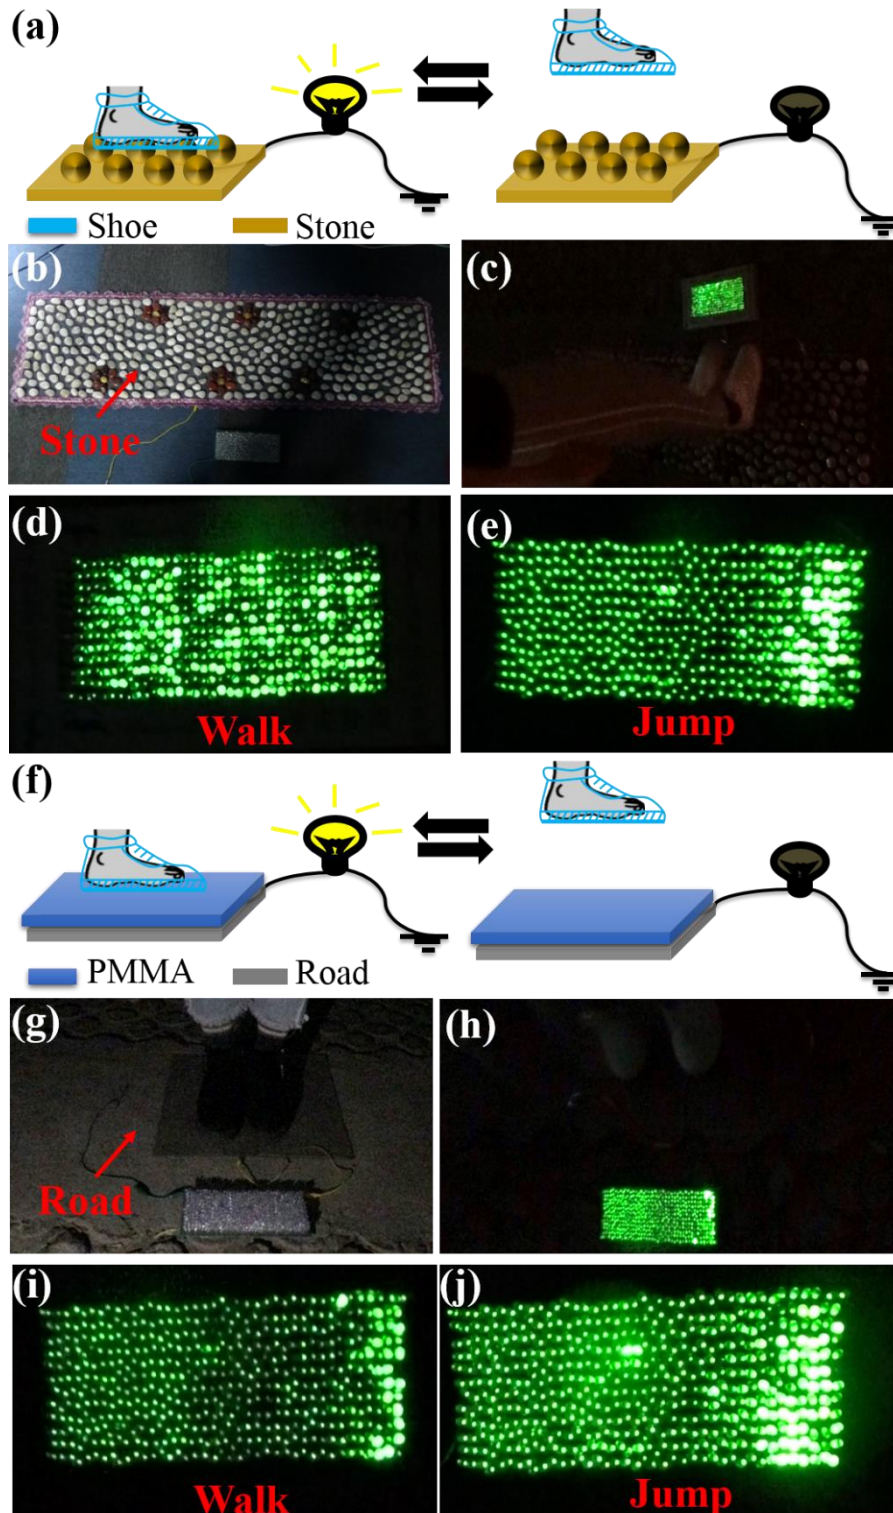 (a)
Shoe Stone
(b) (c)
Stone
(d) (e)
Walk Jump
(f)
PMMA Road
(g) (h)
Road
(i) (j)
Walk Jump